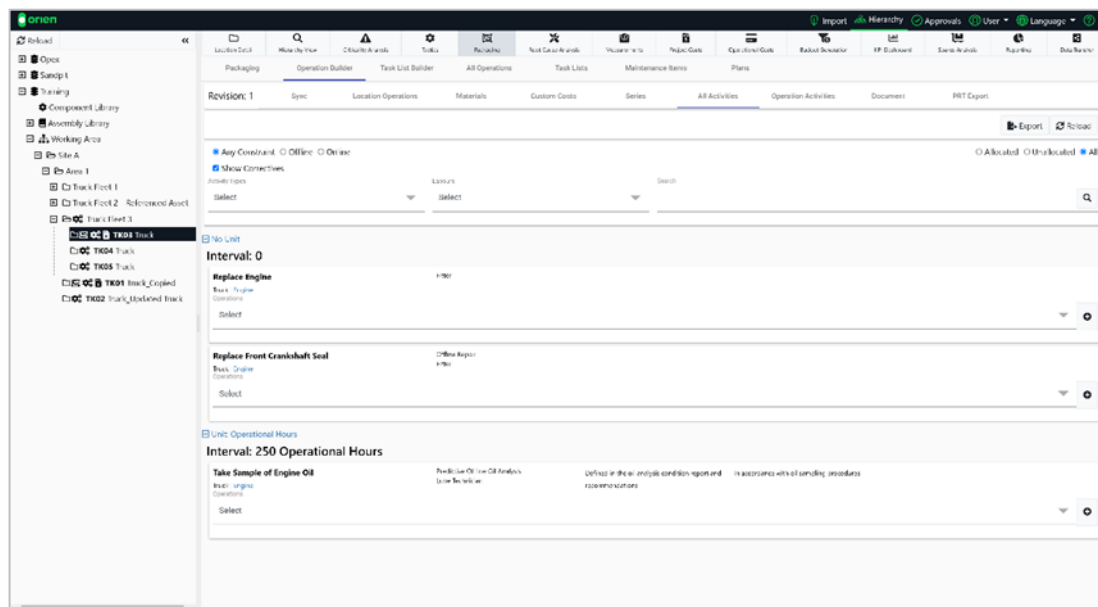 orien
Import Hierarchy Approvals User Language
Reload
Location Detail Hierarchy View Criticality Analysis Tactics Packaging Root Cause Analysis Measurements Project Costs Operational Costs Budget Generation KPI Dashboard Spares Analysis Reporting Data Transfer
Opex
Sandpit
Training
Component Library
Assembly Library
Working Area
Site A
Area 1
Truck Fleet 1
Truck Fleet 2 Referenced Asset
Truck Fleet 3
TK03 Truck
TK04 Truck
TK05 Truck
TK01 Truck_Copied
TK02 Truck_Updated Truck
Packaging Operation Builder Task List Builder All Operations Task Lists Maintenance Items Plans
Revision: 1 Sync Location Operations Materials Custom Costs Series All Activities Operation Activities Document PRT Export
Export Reload
Any Constraint Offline Online Allocated Unallocated All
Show Correctives
Activity Types Labours Search
Select Select
No Unit
Interval: 0
Replace Engine Fitter
Truck Engine
Operations
Select
Replace Front Crankshaft Seal Offline Repair
Fitter
Truck Engine
Operations
Select
Unit: Operational Hours
Interval: 250 Operational Hours
Take Sample of Engine Oil Predictive Offline Oil Analysis Defined in the oil analysis condition report and In accordance with oil sampling procedures
Truck Engine Lube Technician recommendations
Operations
Select